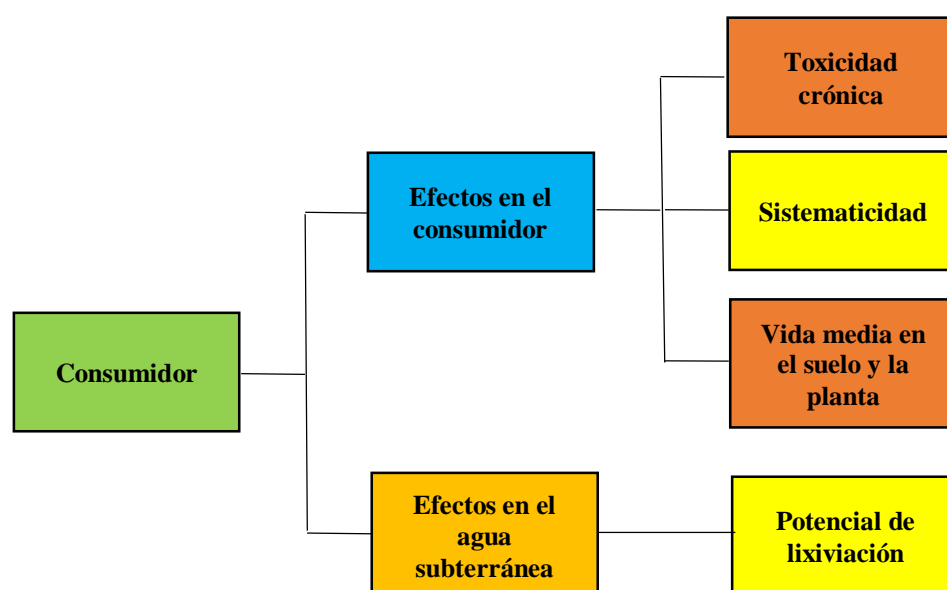 Toxicidad
crónica
Efectos en el
consumidor
Sistematicidad
Vida media en
el suelo y la
planta
Consumidor
Efectos en el
agua
subterránea
Potencial de
lixiviación